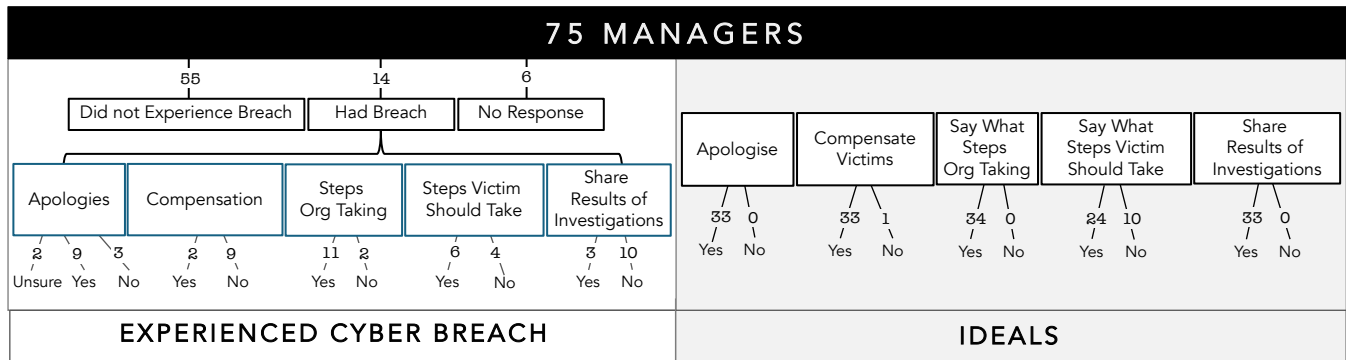 75 MANAGERS
55 14 6
Did not Experience Breach Had Breach No Response
Apologies
Compensation
Steps
Org Taking
Steps Victim
Should Take
Share
Results of
Investigations
2 9 3 2 9 11 2 6 4 3 10
Unsure Yes No Yes No Yes No Yes No Yes No
EXPERIENCED CYBER BREACH
Apologise
Compensate
Victims
Say What
Steps
Org Taking
Say What
Steps Victim
Should Take
Share
Results of
Investigations
33 0 33 1 34 0 24 10 33 0
Yes No Yes No Yes No Yes No Yes No
IDEALS